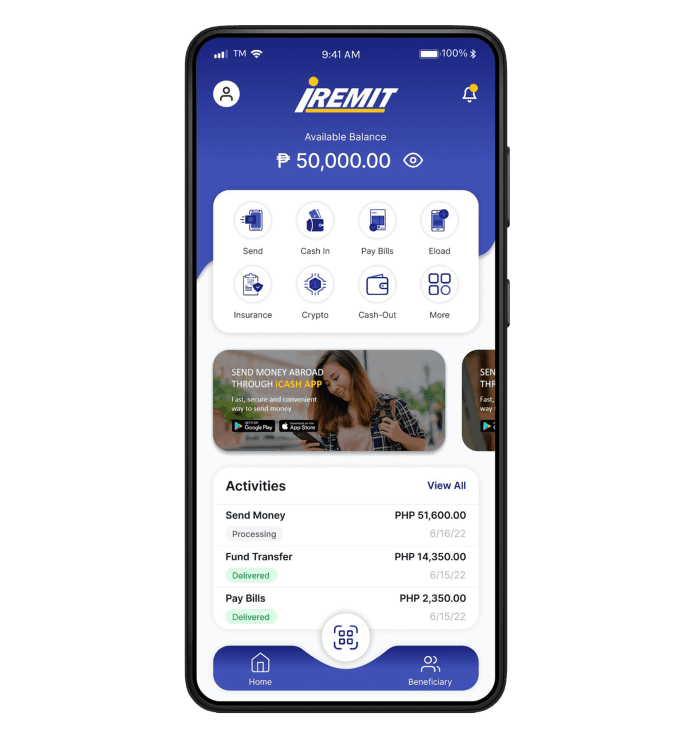 TM 9:41 AM 100%
iREMIT
Available Balance
₱ 50,000.00
Send Cash In Pay Bills Eload
Insurance Crypto Cash-Out More
SEND MONEY ABROAD
THROUGH iCASH APP
Fast, secure and convenient
way to send money
GET IT ON
Google Play
Download on the
App Store
SEN
THR
Fast,
way
Activities View All
Send Money PHP 51,600.00
Processing 6/16/22
Fund Transfer PHP 14,350.00
Delivered 6/15/22
Pay Bills PHP 2,350.00
Delivered 6/15/22
Home Beneficiary